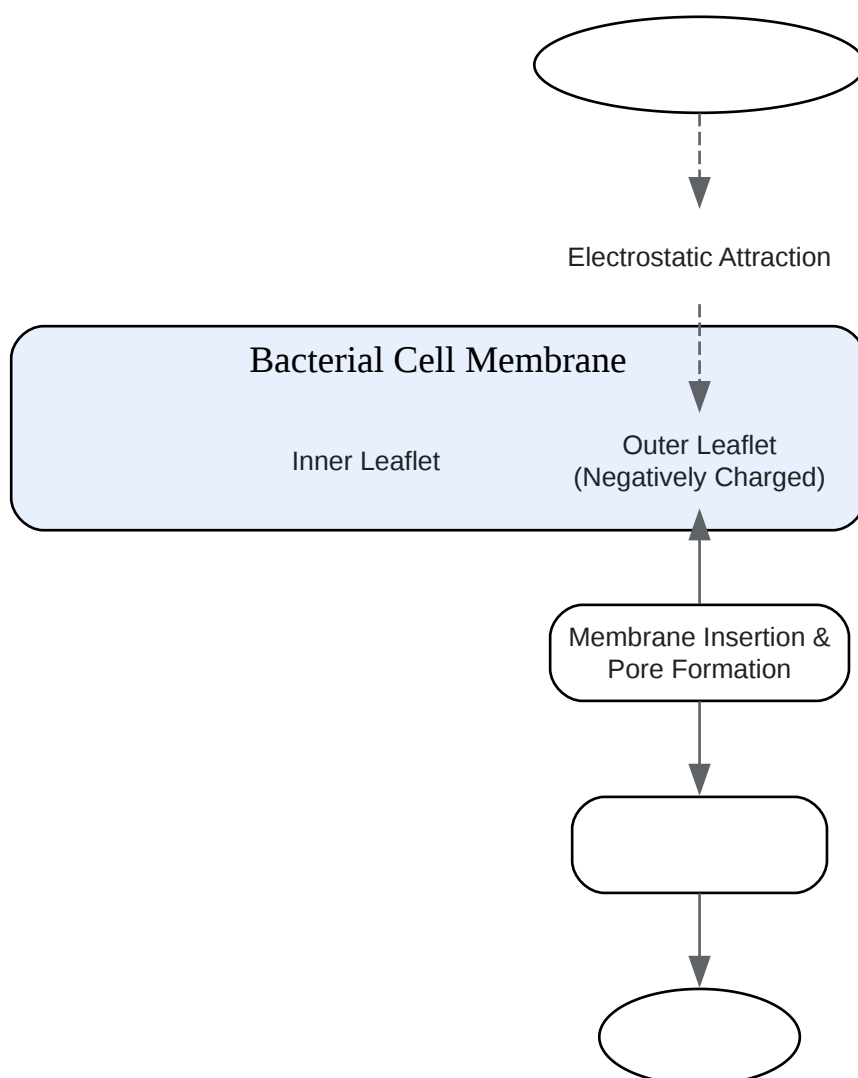 Electrostatic Attraction
Bacterial Cell Membrane
Inner Leaflet
Outer Leaflet
(Negatively Charged)
Membrane Insertion &
Pore Formation